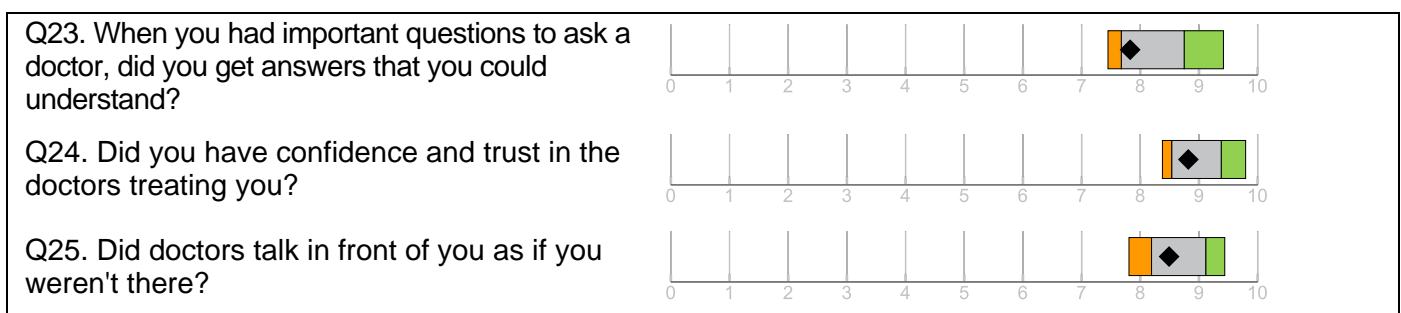 Q23. When you had important questions to ask a
doctor, did you get answers that you could
understand?
0 1 2 3 4 5 6 7 8 9 10
Q24. Did you have confidence and trust in the
doctors treating you?
0 1 2 3 4 5 6 7 8 9 10
Q25. Did doctors talk in front of you as if you
weren't there?
0 1 2 3 4 5 6 7 8 9 10